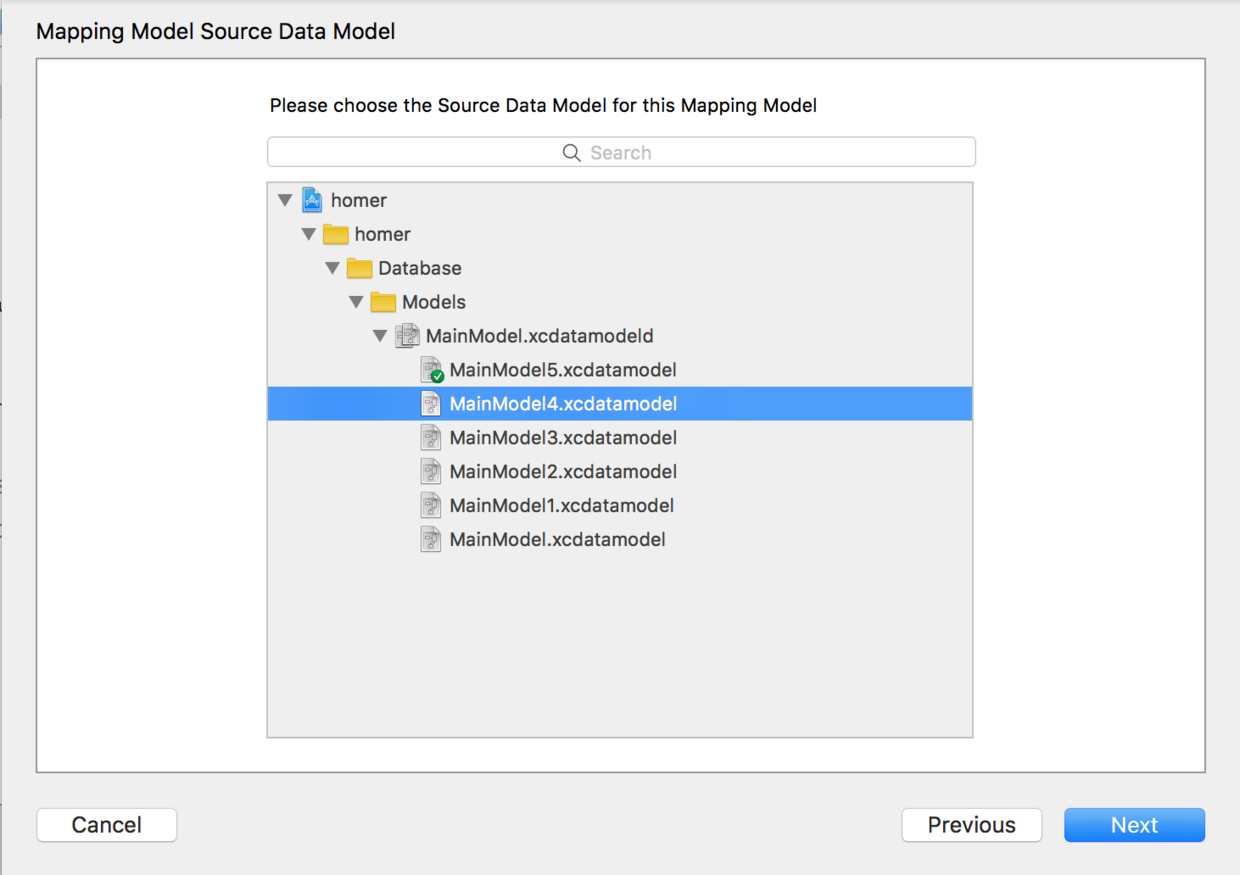 Mapping Model Source Data Model
Please choose the Source Data Model for this Mapping Model
Search
homer
homer
Database
Models
MainModel.xcdatamodeld
MainModel5.xcdatamodel
MainModel4.xcdatamodel
MainModel3.xcdatamodel
MainModel2.xcdatamodel
MainModel1.xcdatamodel
MainModel.xcdatamodel
Cancel
Previous
Next